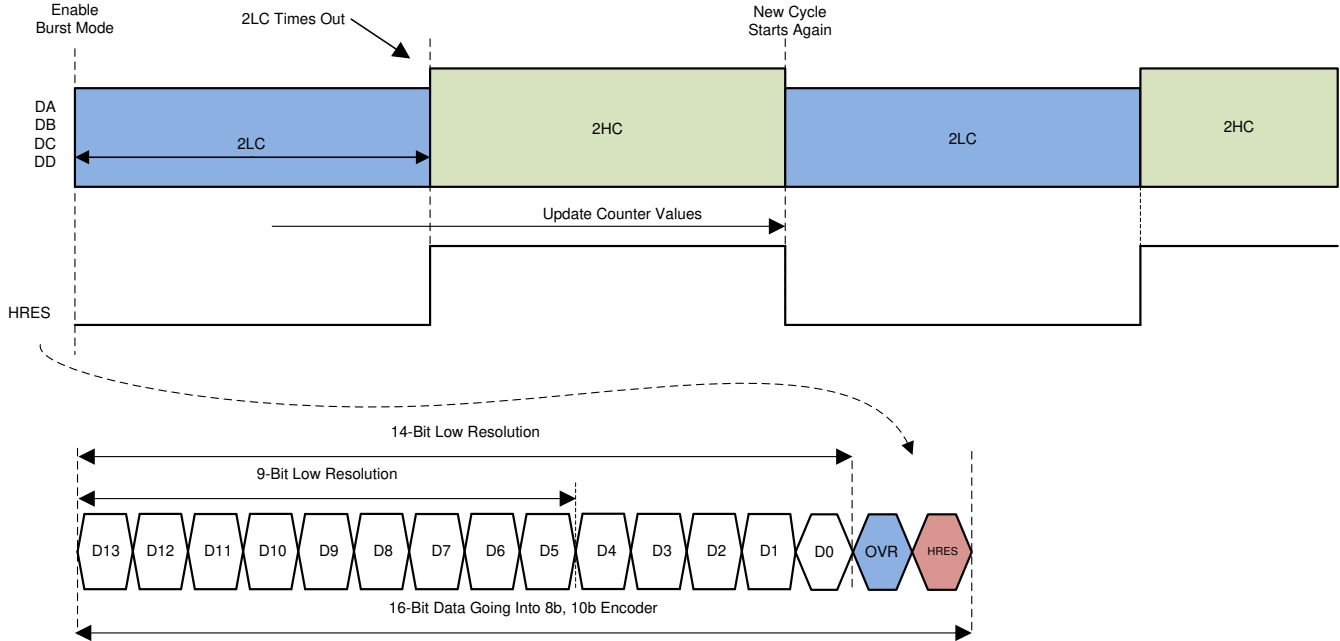 Enable
Burst Mode
2LC Times Out
New Cycle
Starts Again
DA
DB
DC
DD
2LC
2HC
2LC
2HC
Update Counter Values
HRES
14-Bit Low Resolution
9-Bit Low Resolution
D13 D12 D11 D10 D9 D8 D7 D6 D5 D4 D3 D2 D1 D0 OVR HRES
16-Bit Data Going Into 8b, 10b Encoder